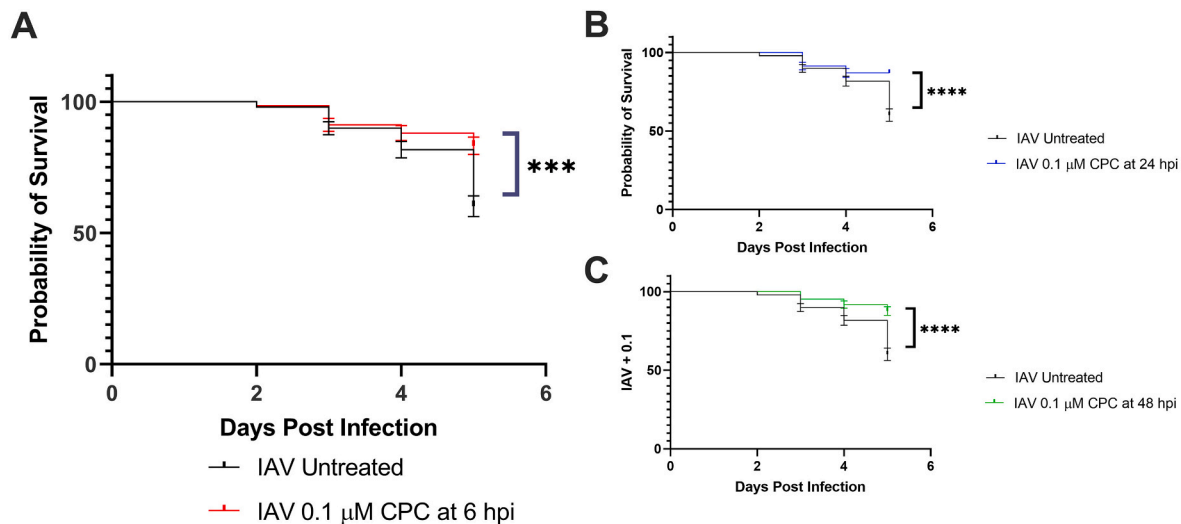 A
Probability of Survival
100
50
0
0 2 4 6
Days Post Infection
***
IAV Untreated
IAV 0.1 μM CPC at 6 hpi
B
Probability of Survival
100
50
0
0 2 4 6
Days Post Infection
****
IAV Untreated
IAV 0.1 μM CPC at 24 hpi
C
IAV + 0.1
100
50
0
0 2 4 6
Days Post Infection
****
IAV Untreated
IAV 0.1 μM CPC at 48 hpi